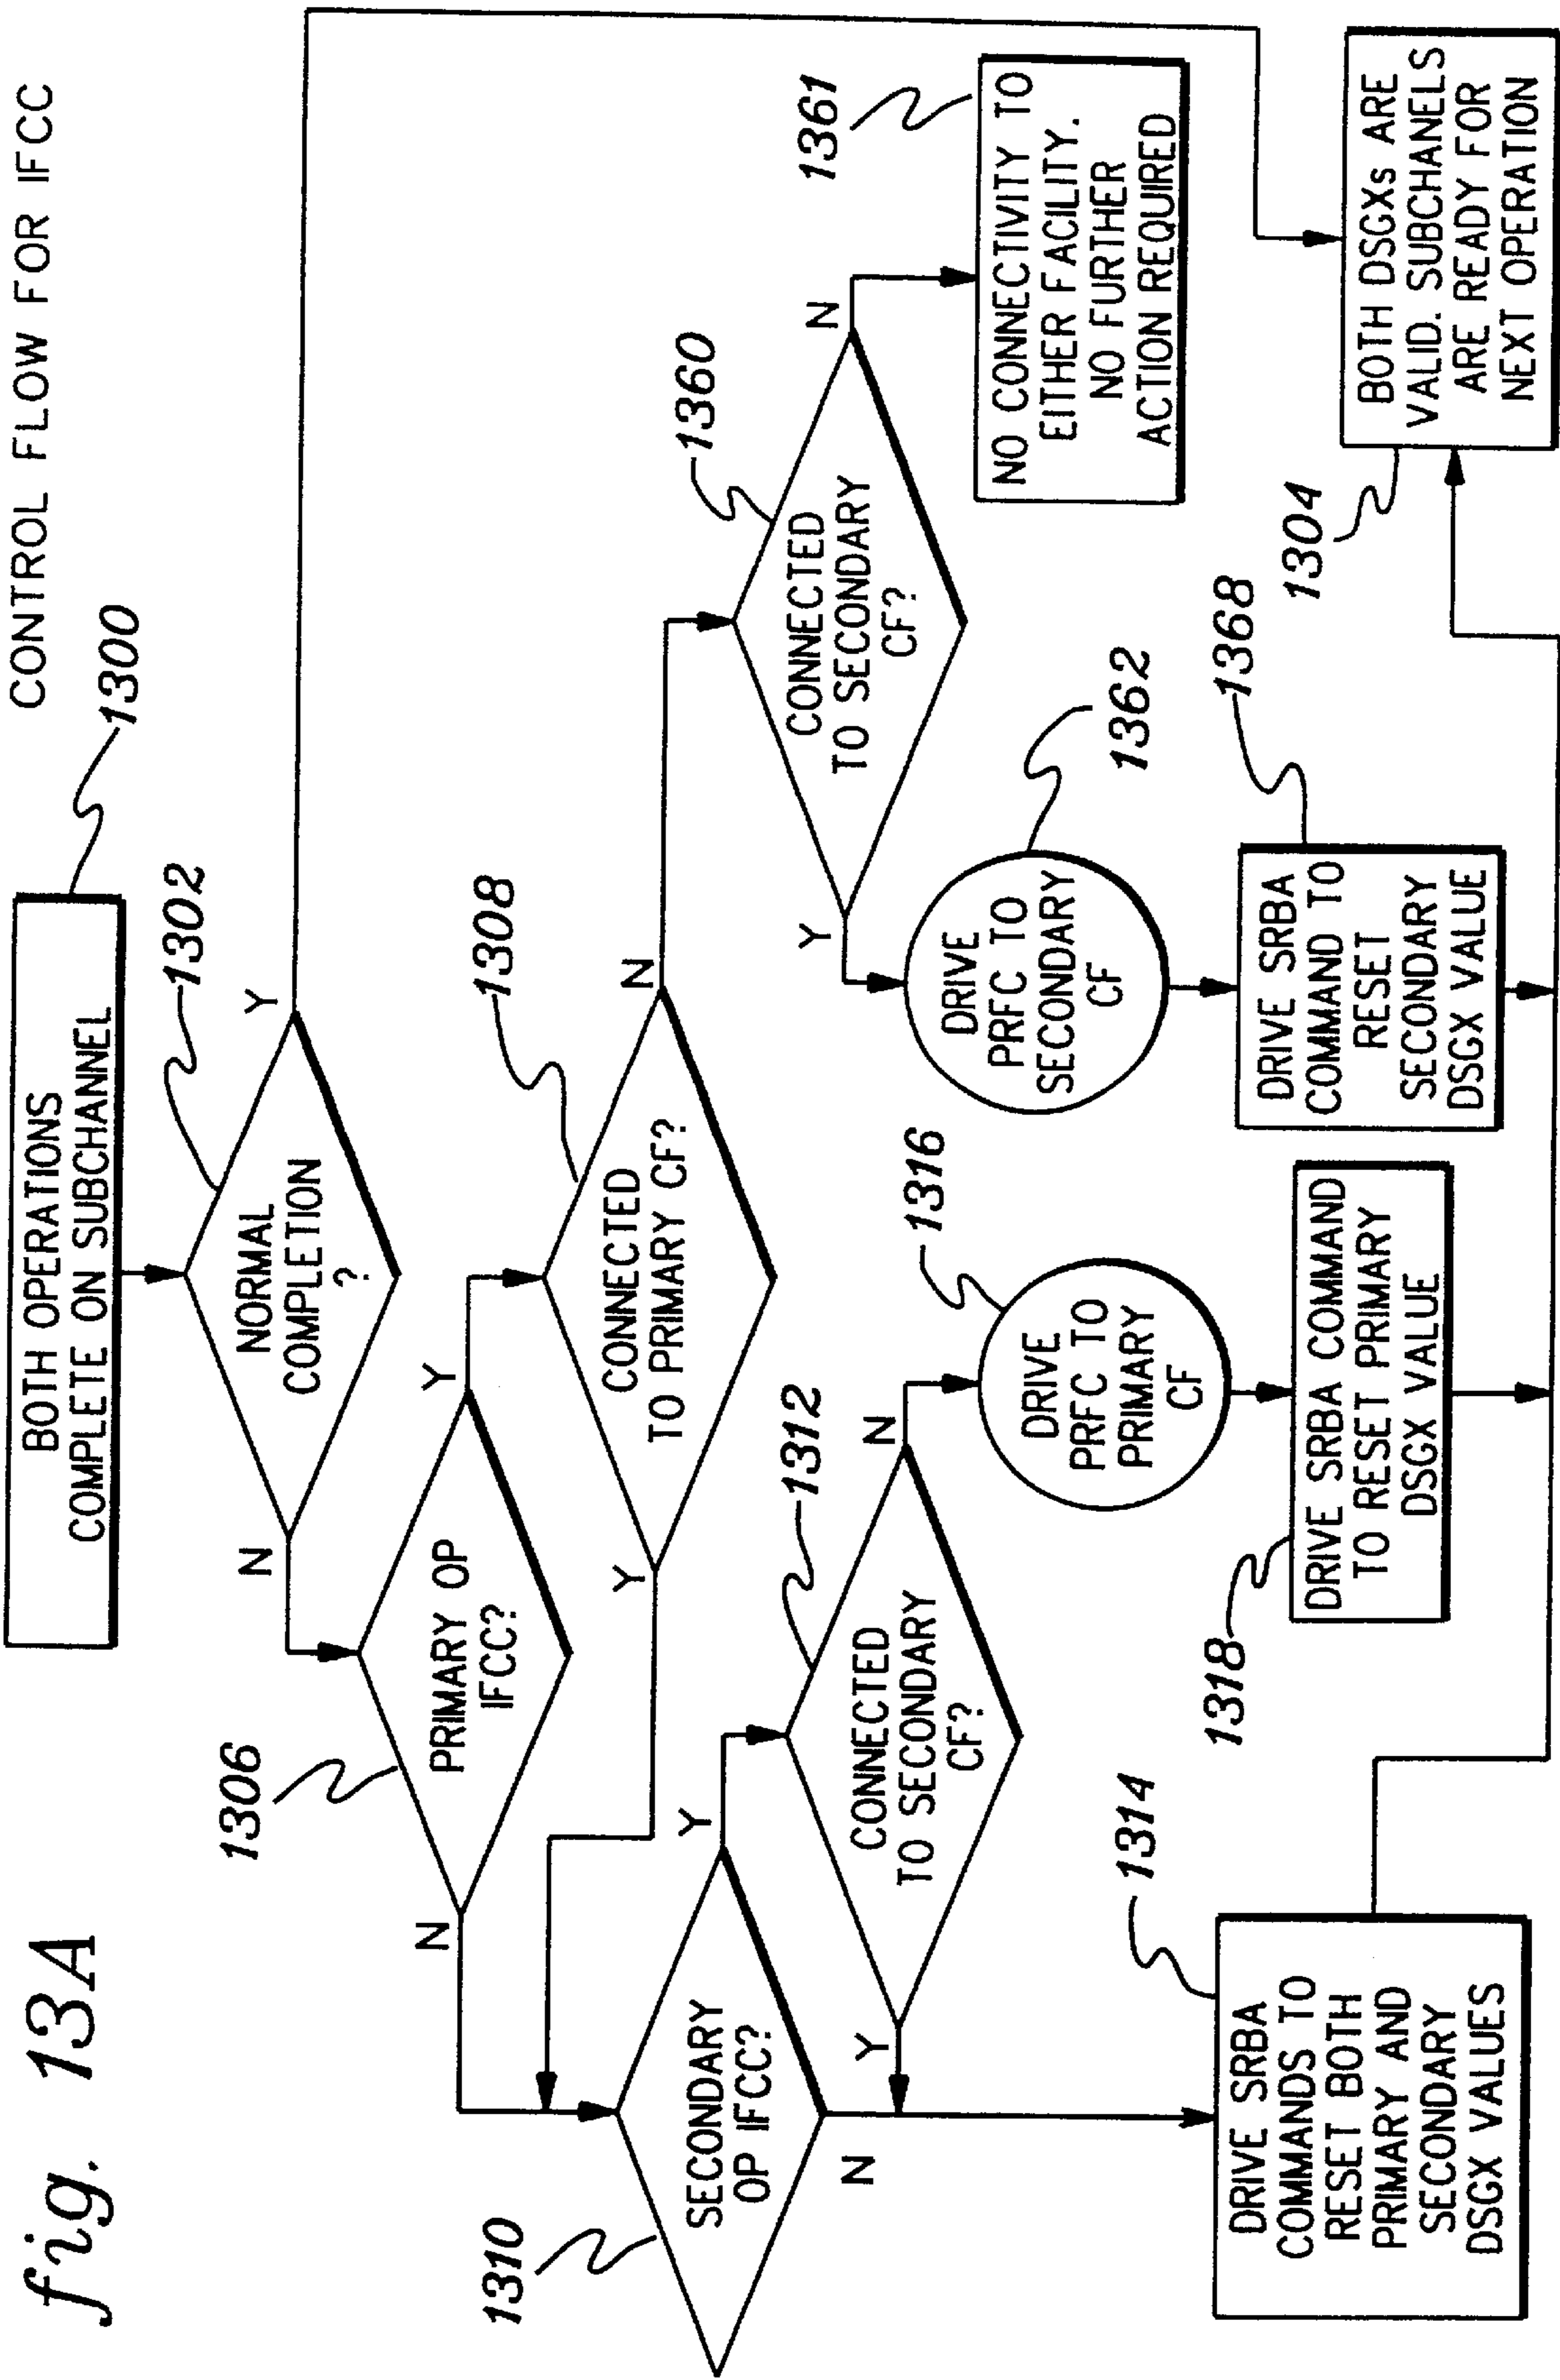 fig. 13A
CONTROL FLOW FOR IFCC
BOTH OPERATIONS
COMPLETE ON SUBCHANNEL
1300
NORMAL
COMPLETION
?
1302
N
Y
PRIMARY OP
IFCC?
1306
N
Y
CONNECTED
TO PRIMARY CF?
1308
Y
N
SECONDARY
OP IFCC?
1310
Y
N
CONNECTED
TO SECONDARY
CF?
1312
Y
N
CONNECTED
TO SECONDARY
CF?
1360
Y
N
DRIVE
PRFC TO
PRIMARY
CF
1316
DRIVE
PRFC TO
SECONDARY
CF
1362
NO CONNECTIVITY TO
EITHER FACILITY.
NO FURTHER
ACTION REQUIRED
1361
DRIVE SRBA
COMMANDS TO
RESET BOTH
PRIMARY AND
SECONDARY
DSGX VALUES
1314
DRIVE SRBA COMMAND
TO RESET PRIMARY
DSGX VALUE
1318
DRIVE SRBA
COMMAND TO
RESET
SECONDARY
DSGX VALUE
1368
BOTH DSGXs ARE
VALID. SUBCHANNELS
ARE READY FOR
NEXT OPERATION
1304